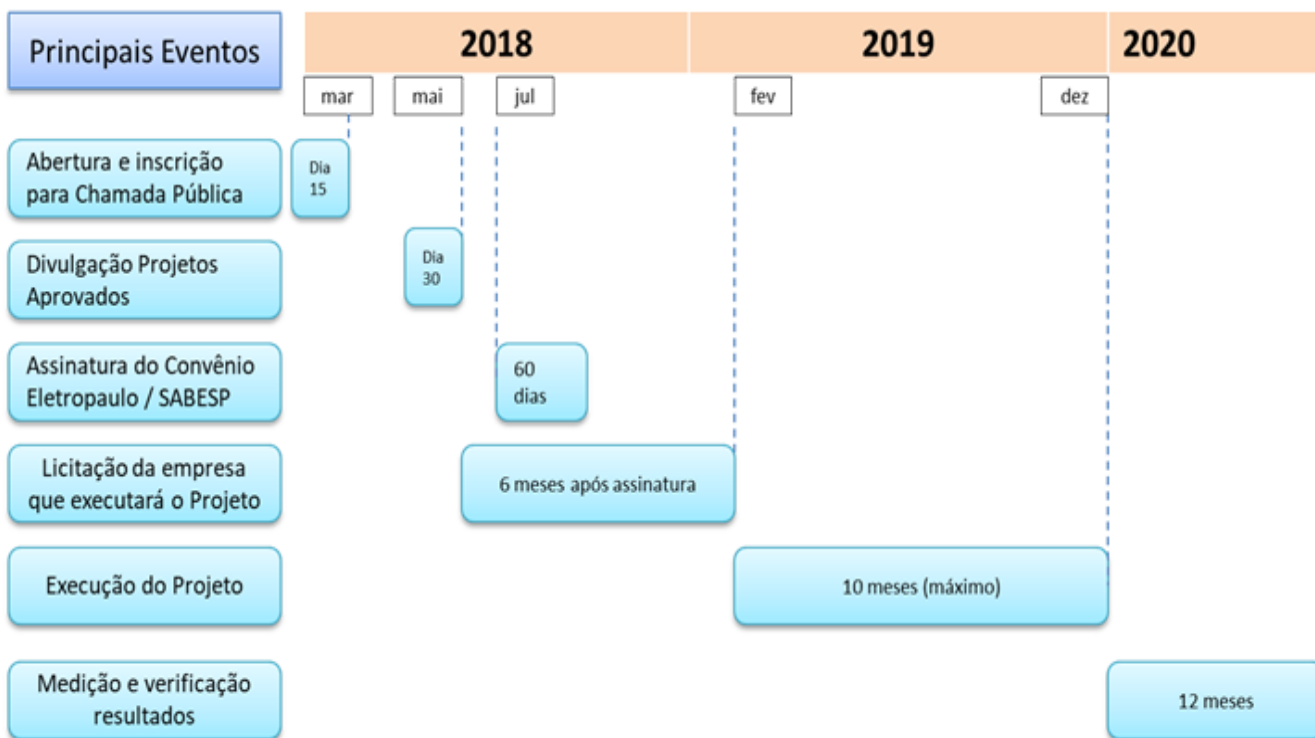 Principais Eventos
2018
2019
2020
mar
mai
jul
fev
dez
Abertura e inscrição
para Chamada Pública
Dia
15
Divulgação Projetos
Aprovados
Dia
30
Assinatura do Convênio
Eletropaulo / SABESP
60
dias
Licitação da empresa
que executará o Projeto
6 meses após assinatura
Execução do Projeto
10 meses (máximo)
Medição e verificação
resultados
12 meses